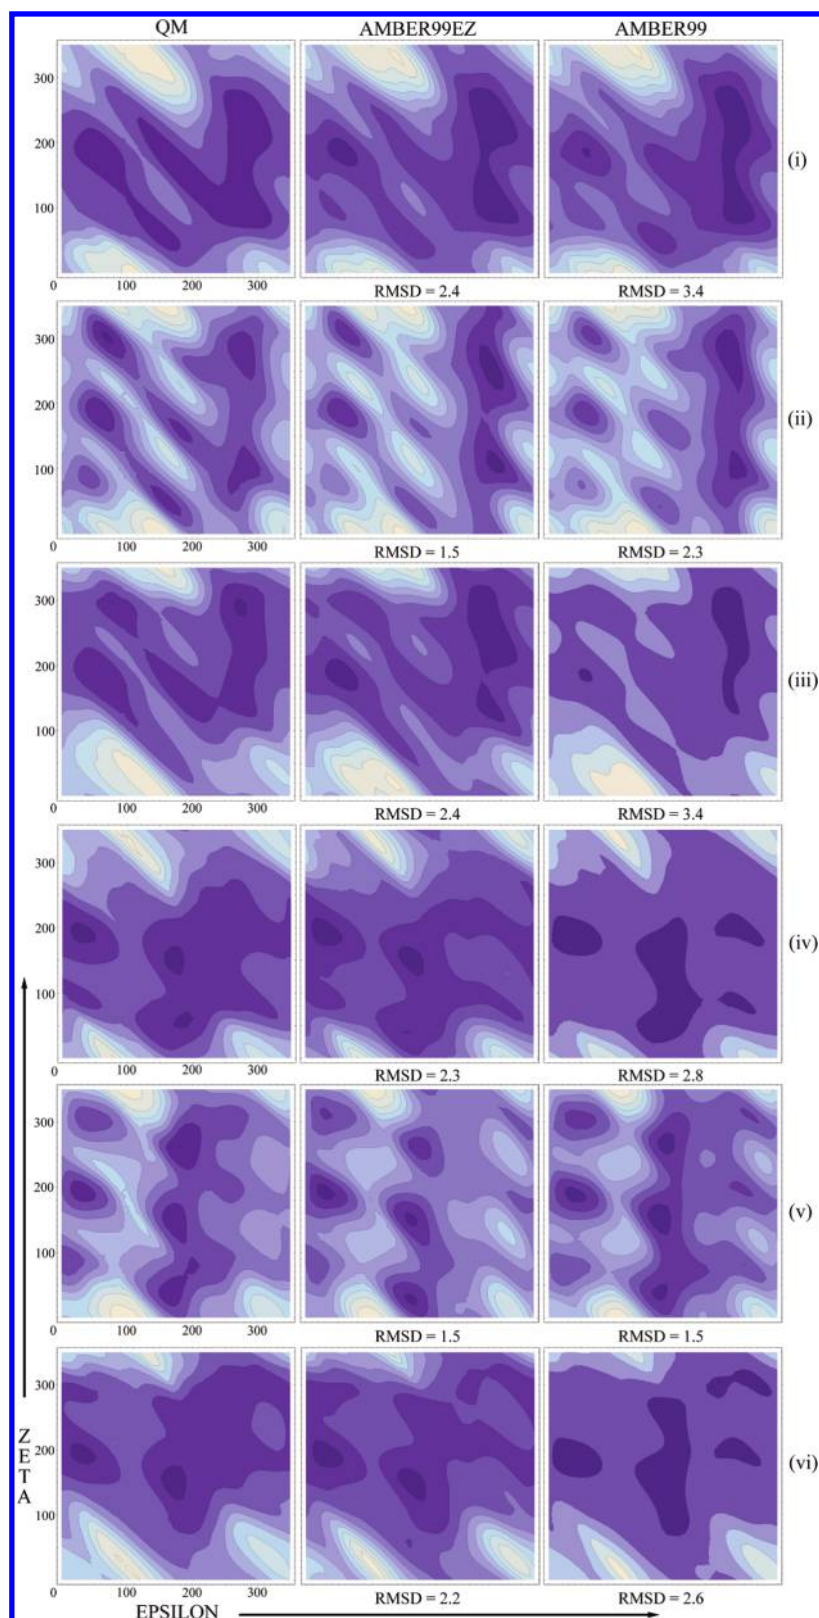 QM AMBER99EZ AMBER99
300
200
100
(i)
0 100 200 300
RMSD = 2.4 RMSD = 3.4
300
200
100
(ii)
0 100 200 300
RMSD = 1.5 RMSD = 2.3
300
200
100
(iii)
0 100 200 300
RMSD = 2.4 RMSD = 3.4
300
200
100
(iv)
0 100 200 300
RMSD = 2.3 RMSD = 2.8
300
200
100
(v)
0 100 200 300
RMSD = 1.5 RMSD = 1.5
300
200
100
(vi)
ZETA
RMSD = 2.2 RMSD = 2.6
EPSILON